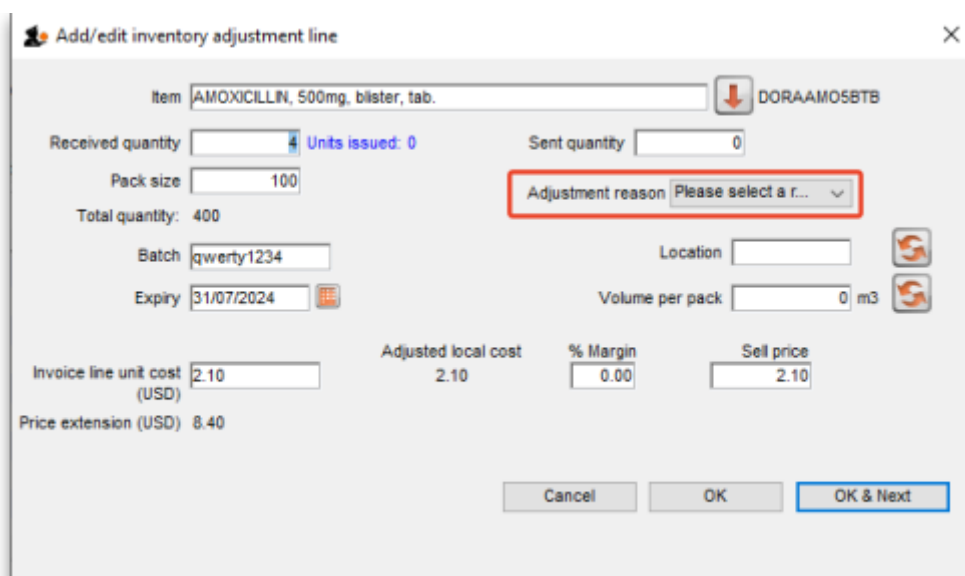 Add/edit inventory adjustment line
Item AMOXICILLIN, 500mg, blister, tab. DORAAMO5BTB
Received quantity 4 Units issued: 0 Sent quantity 0
Pack size 100
Adjustment reason Please select a r...
Total quantity: 400
Batch qwerty1234 Location
Expiry 31/07/2024 Volume per pack 0 m3
Adjusted local cost % Margin Sell price
Invoice line unit cost 2.10 2.10 0.00 2.10
(USD)
Price extension (USD) 8.40
Cancel OK OK & Next